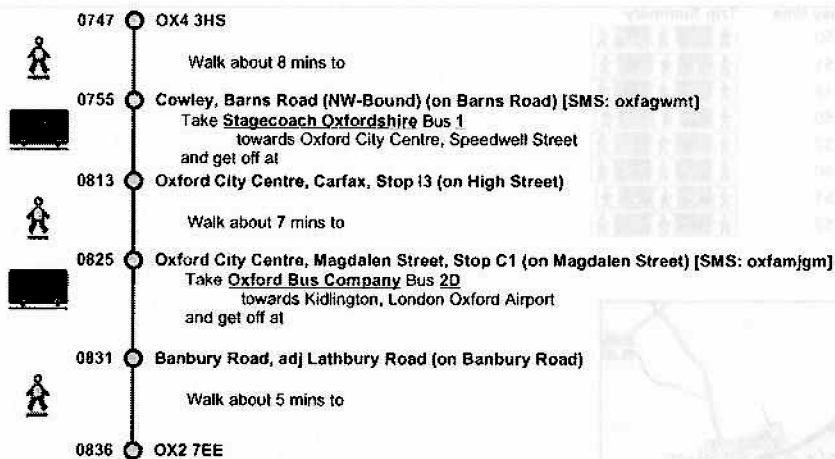 0747 OX4 3HS
Walk about 8 mins to
0755 Cowley, Barns Road (NW-Bound) (on Barns Road) [SMS: oxfagwmt]
Take Stagecoach Oxfordshire Bus 1
towards Oxford City Centre, Speedwell Street
and get off at
0813 Oxford City Centre, Carfax, Stop I3 (on High Street)
Walk about 7 mins to
0825 Oxford City Centre, Magdalen Street, Stop C1 (on Magdalen Street) [SMS: oxfamjgm]
Take Oxford Bus Company Bus 2D
towards Kidlington, London Oxford Airport
and get off at
0831 Banbury Road, adj Lathbury Road (on Banbury Road)
Walk about 5 mins to
0836 OX2 7EE